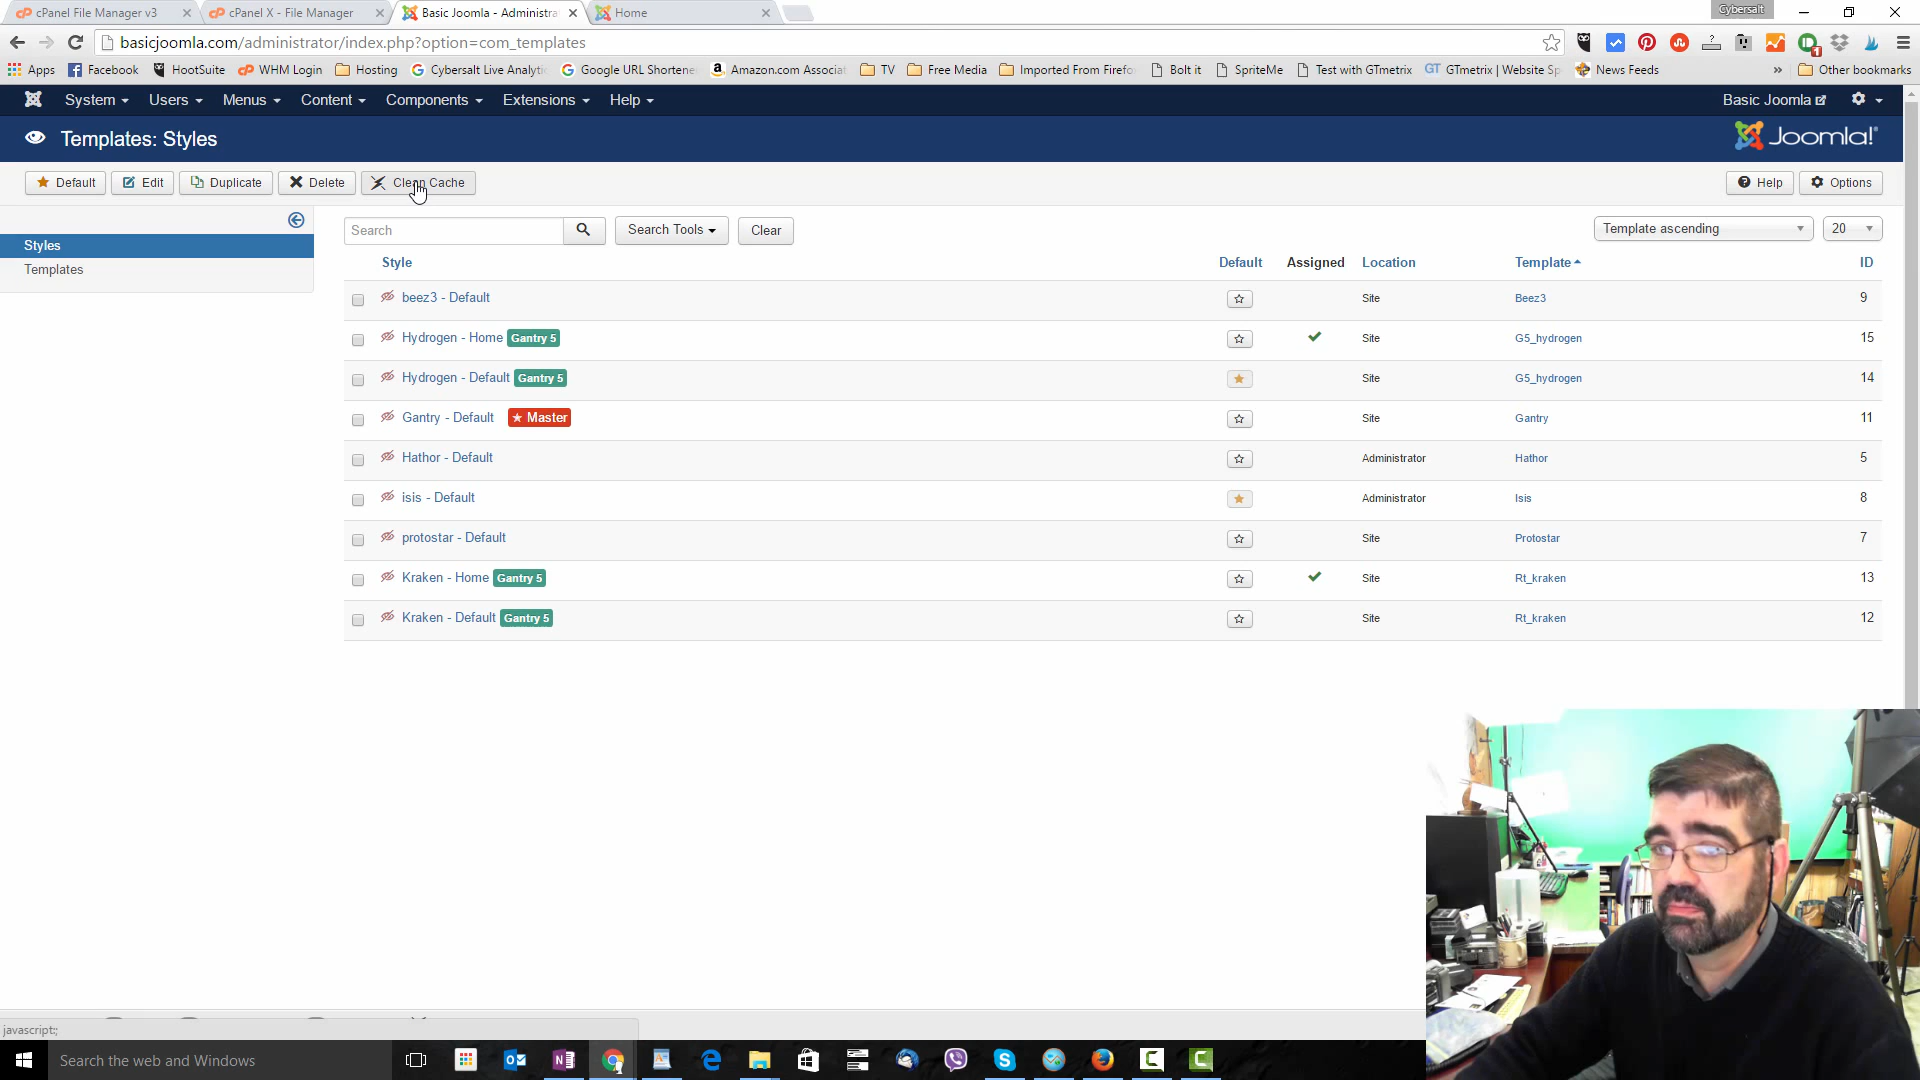 cPanel File Manager v3
cPanel X - File Manager
Basic Joomla - Administra
Home
Cybersalt
basicjoomla.com/administrator/index.php?option=com_templates
Apps Facebook HootSuite WHM Login Hosting Cybersalt Live Analyti Google URL Shortene Amazon.com Associat TV Free Media Imported From Firefo Bolt it SpriteMe Test with GTmetrix GTmetrix | Website Sp News Feeds » Other bookmarks
System Users Menus Content Components Extensions Help Basic Joomla
Templates: Styles Joomla!
Default Edit Duplicate Delete Clean Cache Help Options
Search Search Tools Clear Template ascending 20
Styles
Templates
Style Default Assigned Location Template ID
beez3 - Default Site Beez3 9
Hydrogen - Home Gantry 5 Site G5_hydrogen 15
Hydrogen - Default Gantry 5 Site G5_hydrogen 14
Gantry - Default Master Site Gantry 11
Hathor - Default Administrator Hathor 5
isis - Default Administrator Isis 8
protostar - Default Site Protostar 7
Kraken - Home Gantry 5 Site Rt_kraken 13
Kraken - Default Gantry 5 Site Rt_kraken 12
javascript:;
Search the web and Windows